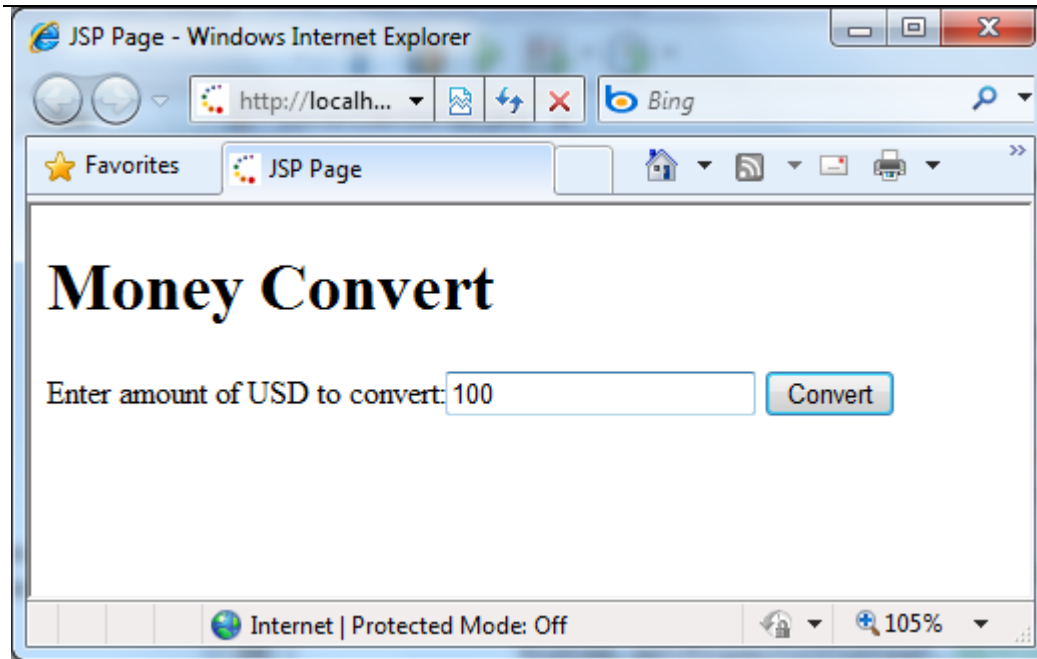 JSP Page - Windows Internet Explorer
http://localh...
Bing
Favorites
JSP Page
Money Convert
Enter amount of USD to convert:100
Convert
Internet | Protected Mode: Off
105%